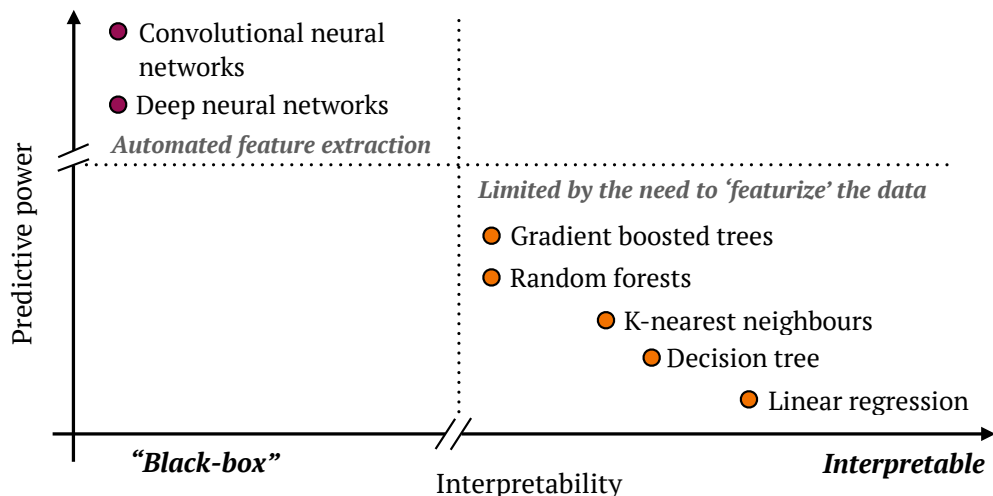 Convolutional neural
networks
Deep neural networks
Automated feature extraction
Limited by the need to ‘featurize’ the data
Predictive power
Gradient boosted trees
Random forests
K-nearest neighbours
Decision tree
Linear regression
“Black-box”
Interpretable
Interpretability